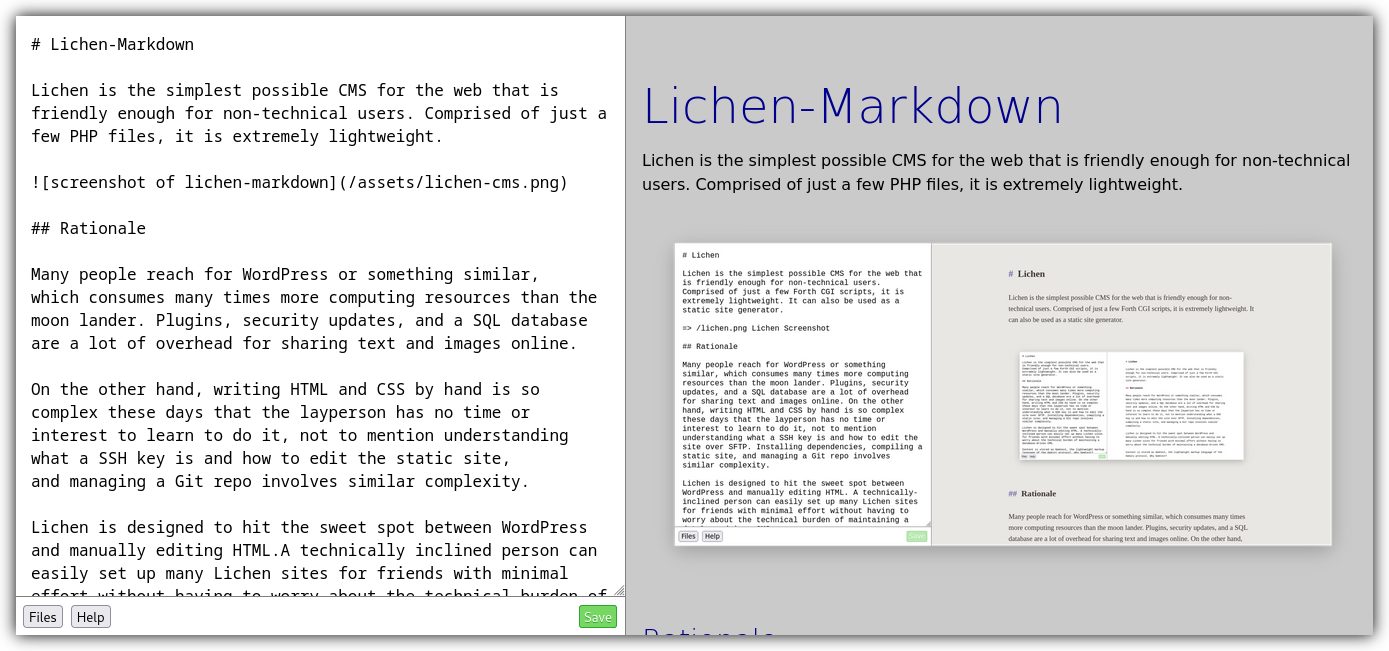 # Lichen-Markdown
Lichen is the simplest possible CMS for the web that is
friendly enough for non-technical users. Comprised of just a
few PHP files, it is extremely lightweight.
![screenshot of lichen-markdown](/assets/lichen-cms.png)
## Rationale
Many people reach for WordPress or something similar,
which consumes many times more computing resources than the
moon lander. Plugins, security updates, and a SQL database
are a lot of overhead for sharing text and images online.
On the other hand, writing HTML and CSS by hand is so
complex these days that the layperson has no time or
interest to learn to do it, not to mention understanding
what a SSH key is and how to edit the static site,
and managing a Git repo involves similar complexity.
Lichen is designed to hit the sweet spot between WordPress
and manually editing HTML.A technically inclined person can
easily set up many Lichen sites for friends with minimal
effort without having to worry about the technical burden of
Files
Help
Save
Lichen-Markdown
Lichen is the simplest possible CMS for the web that is friendly enough for non-technical
users. Comprised of just a few PHP files, it is extremely lightweight.
# Lichen
Lichen is the simplest possible CMS for the web that
is friendly enough for non-technical users.
Comprised of just a few Forth CGI scripts, it is
extremely lightweight. It can also be used as a
static site generator.
=> /lichen.png Lichen Screenshot
## Rationale
Many people reach for WordPress or something
similar, which consumes many times more computing
resources than the moon lander. Plugins, security
updates, and a SQL database are a lot of overhead
for sharing text and images online. On the other
hand, writing HTML and CSS by hand is so complex
these days that the layperson has no time or
interest to learn to do it, not to mention
understanding what a SSH key is and how to edit the
site over SFTP. Installing dependencies, compiling a
static site, and managing a Git repo involves
similar complexity.
Lichen is designed to hit the sweet spot between
WordPress and manually editing HTML. A technically-
inclined person can easily set up many Lichen sites
for friends with minimal effort without having to
worry about the technical burden of maintaining a
Files
Help
Save
# Lichen
Lichen is the simplest possible CMS for the web that is friendly enough for non-
technical users. Comprised of just a few Forth CGI scripts, it is extremely lightweight. It
can also be used as a static site generator.
## Rationale
Many people reach for WordPress or something similar, which consumes many times
more computing resources than the moon lander. Plugins, security updates, and a SQL
database are a lot of overhead for sharing text and images online. On the other hand,
Rationale